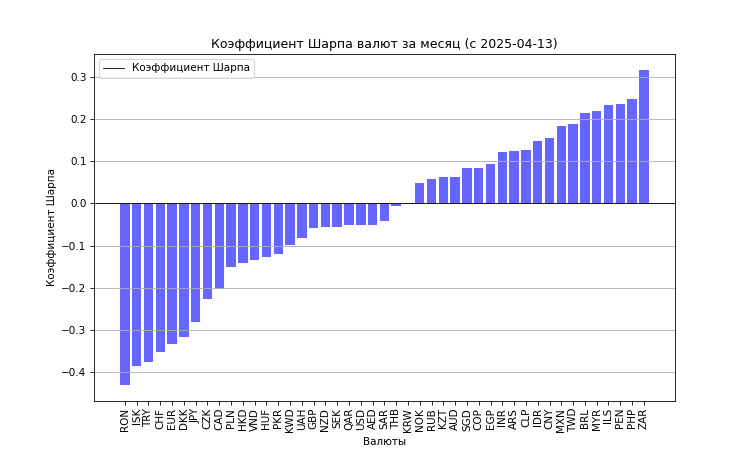 Коэффициент Шарпа валют за месяц (с 2025-04-13)
Коэффициент Шарпа
Коэффициент Шарпа
0.3
0.2
0.1
0.0
−0.1
−0.2
−0.3
−0.4
RON ISK TRY CHF EUR DKK JPY CZK CAD PLN HKD VND HUF PKR KWD UAH GBP NZD SEK QAR USD AED SAR THB KRW NOK RUB KZT AUD SGD COP EGP INR ARS CLP IDR CNY MXN TWD BRL MYR ILS PEN PHP ZAR
Валюты